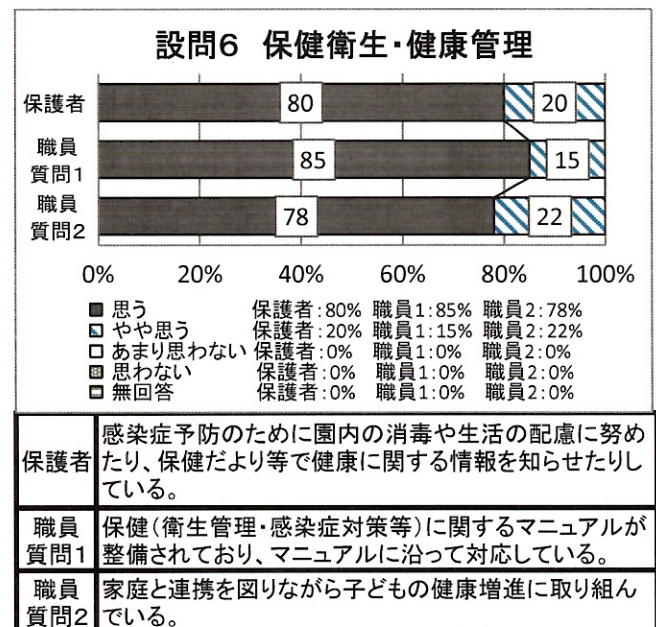 設問6 保健衛生・健康管理
保護者 80 20
職員
質問1 85 15
職員
質問2 78 22
0% 20% 40% 60% 80% 100%
思う 保護者:80% 職員1:85% 職員2:78%
やや思う 保護者:20% 職員1:15% 職員2:22%
あまり思わない 保護者:0% 職員1:0% 職員2:0%
思わない 保護者:0% 職員1:0% 職員2:0%
無回答 保護者:0% 職員1:0% 職員2:0%
保護者
感染症予防のために園内の消毒や生活の配慮に努め
たり、保健だより等で健康に関する情報を知らせたりし
ている。
職員
質問1
保健(衛生管理・感染症対策等)に関するマニュアルが
整備されており、マニュアルに沿って対応している。
職員
質問2
家庭と連携を図りながら子どもの健康増進に取り組ん
でいる。